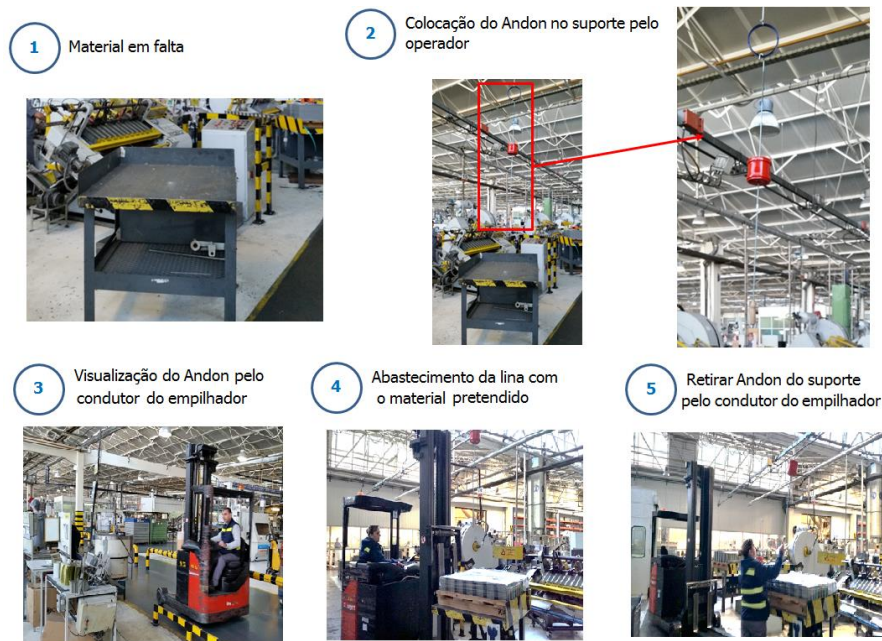 1
Material em falta
2
Colocação do Andon no suporte pelo
operador
3
Visualização do Andon pelo
condutor do empilhador
4
Abastecimento da lina com
o material pretendido
5
Retirar Andon do suporte
pelo condutor do empilhador